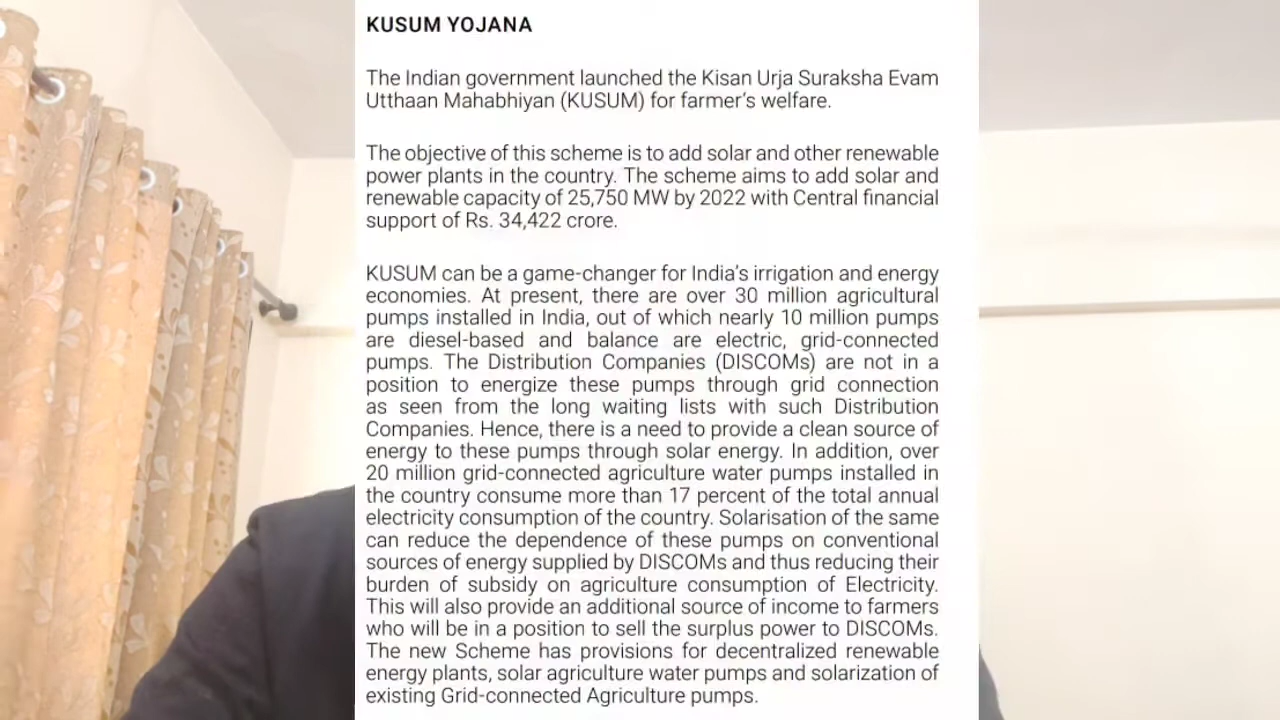 KUSUM YOJANA
The Indian government launched the Kisan Urja Suraksha Evam
Utthaan Mahabhiyan (KUSUM) for farmer's welfare.
The objective of this scheme is to add solar and other renewable
power plants in the country. The scheme aims to add solar and
renewable capacity of 25,750 MW by 2022 with Central financial
support of Rs. 34,422 crore.
KUSUM can be a game-changer for India's irrigation and energy
economies. At present, there are over 30 million agricultural
pumps installed in India, out of which nearly 10 million pumps
are diesel-based and balance are electric, grid-connected
pumps. The Distribution Companies (DISCOMs) are not in a
position to energize these pumps through grid connection
as seen from the long waiting lists with such Distribution
Companies. Hence, there is a need to provide a clean source of
energy to these pumps through solar energy. In addition, over
20 million grid-connected agriculture water pumps installed in
the country consume more than 17 percent of the total annual
electricity consumption of the country. Solarisation of the same
can reduce the dependence of these pumps on conventional
sources of energy supplied by DISCOMs and thus reducing their
burden of subsidy on agriculture consumption of Electricity.
This will also provide an additional source of income to farmers
who will be in a position to sell the surplus power to DISCOMs.
The new Scheme has provisions for decentralized renewable
energy plants, solar agriculture water pumps and solarization of
existing Grid-connected Agriculture pumps.